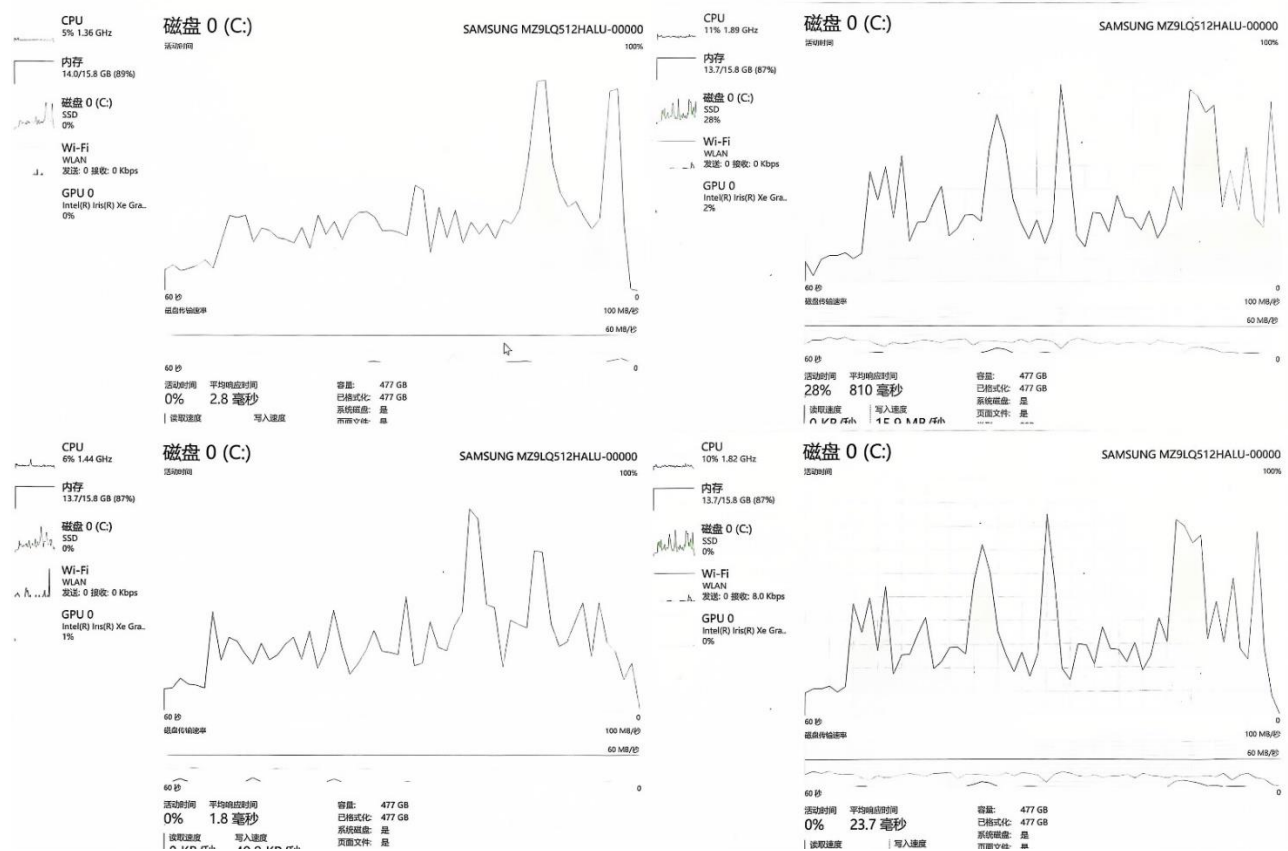 CPU
5% 1.36 GHz
内存
14.0/15.8 GB (89%)
磁盘 0 (C:)
SSD
0%
Wi-Fi
WLAN
发送: 0 接收: 0 Kbps
GPU 0
Intel(R) Iris(R) Xe Gra..
0%
磁盘 0 (C:)
SAMSUNG MZ9LQ512HALU-00000
活动时间
100%
60 秒
0
磁盘传输速率
100 MB/秒
60 MB/秒
60 秒
0
活动时间
平均响应时间
0%
2.8 毫秒
读取速度
写入速度
容量:
477 GB
已格式化:
477 GB
系统磁盘:
是
页面文件:
是
CPU
11% 1.89 GHz
内存
13.7/15.8 GB (87%)
磁盘 0 (C:)
SSD
28%
Wi-Fi
WLAN
发送: 0 接收: 0 Kbps
GPU 0
Intel(R) Iris(R) Xe Gra..
2%
磁盘 0 (C:)
SAMSUNG MZ9LQ512HALU-00000
活动时间
100%
60 秒
0
磁盘传输速率
100 MB/秒
60 MB/秒
60 秒
0
活动时间
平均响应时间
28%
810 毫秒
读取速度
写入速度
0 KB/秒
15.9 MB/秒
容量:
477 GB
已格式化:
477 GB
系统磁盘:
是
页面文件:
是
CPU
6% 1.44 GHz
内存
13.7/15.8 GB (87%)
磁盘 0 (C:)
SSD
0%
Wi-Fi
WLAN
发送: 0 接收: 0 Kbps
GPU 0
Intel(R) Iris(R) Xe Gra..
1%
磁盘 0 (C:)
SAMSUNG MZ9LQ512HALU-00000
活动时间
100%
60 秒
0
磁盘传输速率
100 MB/秒
60 MB/秒
60 秒
0
活动时间
平均响应时间
0%
1.8 毫秒
读取速度
写入速度
容量:
477 GB
已格式化:
477 GB
系统磁盘:
是
页面文件:
是
CPU
10% 1.82 GHz
内存
13.7/15.8 GB (87%)
磁盘 0 (C:)
SSD
0%
Wi-Fi
WLAN
发送: 0 接收: 8.0 Kbps
GPU 0
Intel(R) Iris(R) Xe Gra..
0%
磁盘 0 (C:)
SAMSUNG MZ9LQ512HALU-00000
活动时间
100%
60 秒
0
磁盘传输速率
100 MB/秒
60 MB/秒
60 秒
0
活动时间
平均响应时间
0%
23.7 毫秒
读取速度
写入速度
容量:
477 GB
已格式化:
477 GB
系统磁盘:
是
页面文件:
是